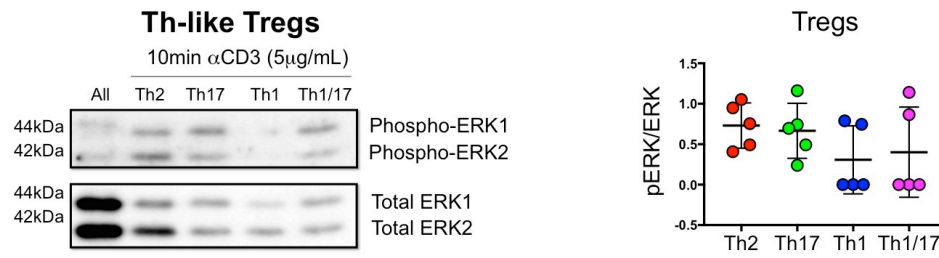 Th-like Tregs
10min αCD3 (5μg/mL)
All Th2 Th17 Th1 Th1/17
44kDa
42kDa
Phospho-ERK1
Phospho-ERK2
44kDa
42kDa
Total ERK1
Total ERK2
Tregs
pERK/ERK
1.5
1.0
0.5
0.0
-0.5
Th2 Th17 Th1 Th1/17